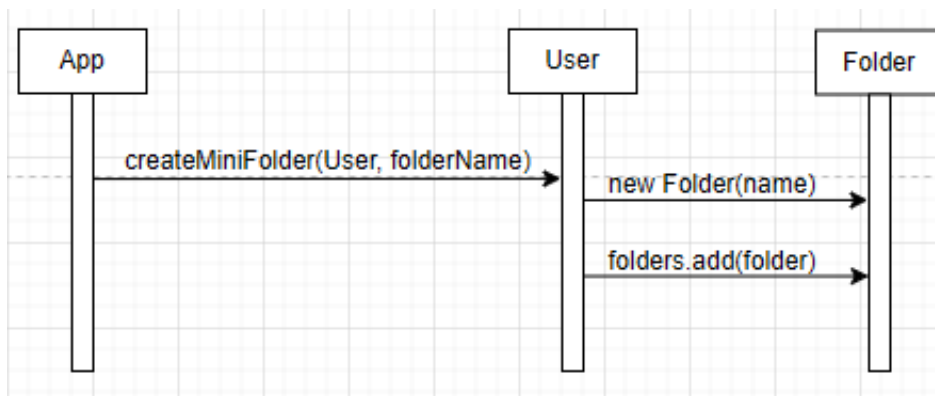 App
User
Folder
createMiniFolder(User, folderName)
new Folder(name)
folders.add(folder)